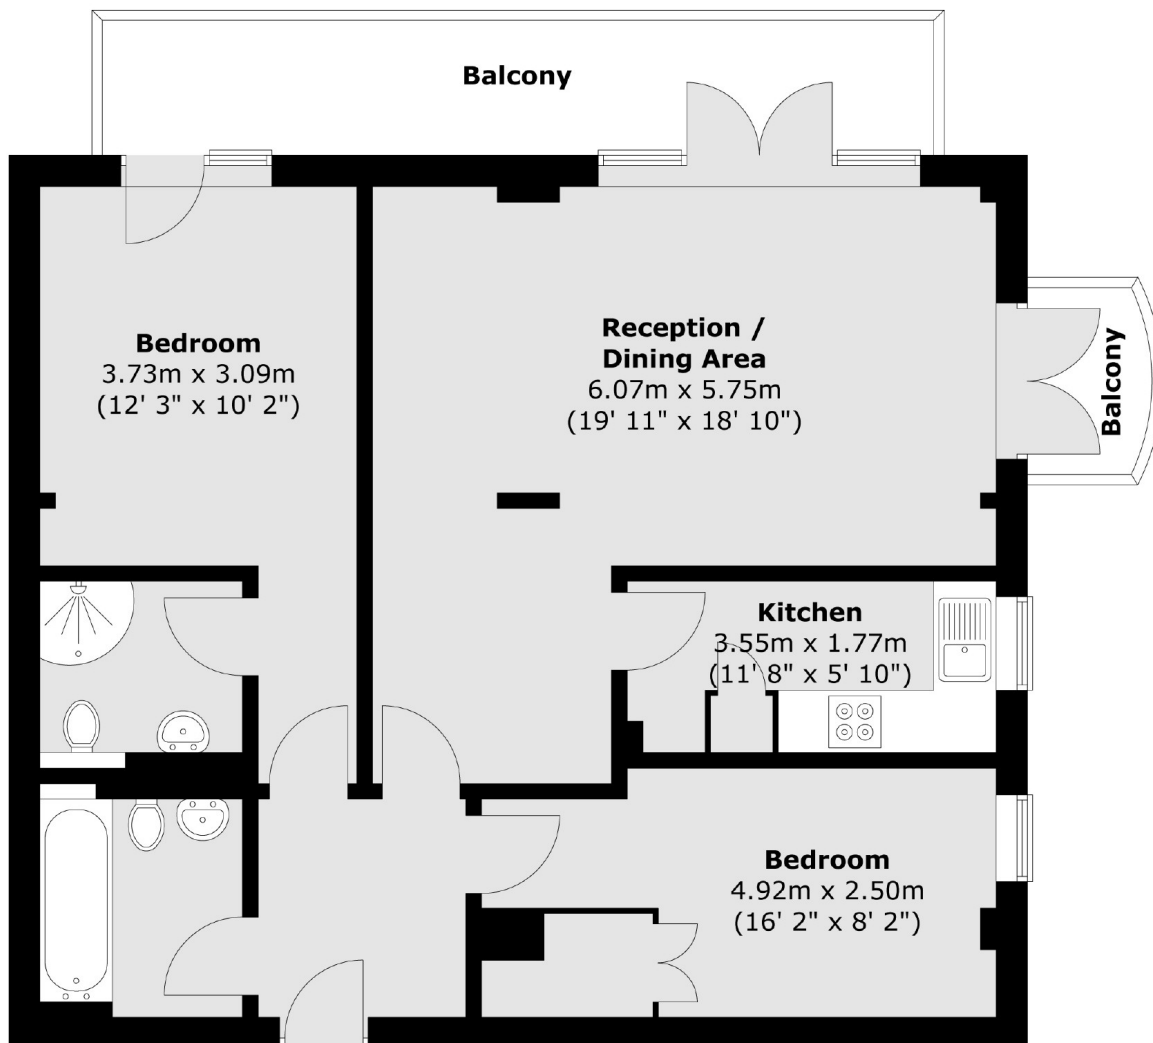 Balcony
Bedroom
3.73m x 3.09m
(12' 3" x 10' 2")
Reception /
Dining Area
6.07m x 5.75m
(19' 11" x 18' 10")
Balcony
Kitchen
3.55m x 1.77m
(11' 8" x 5' 10")
Bedroom
4.92m x 2.50m
(16' 2" x 8' 2")